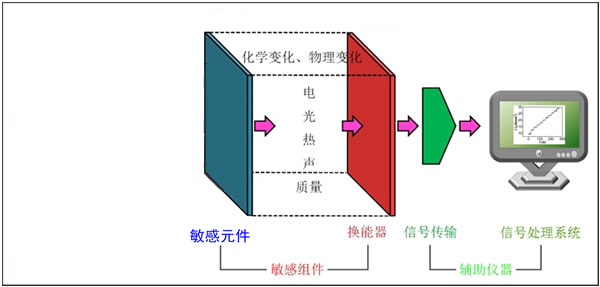 化学变化、物理变化
电
光
热
声
质量
敏感元件
换能器
信号传输
信号处理系统
敏感组件
辅助仪器